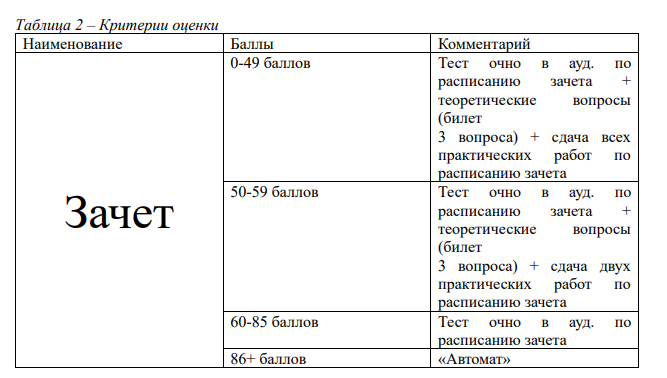 Таблица 2 – Критерии оценки
Наименование
Баллы
Комментарий
Зачет
0-49 баллов
Тест очно в ауд. по
расписанию зачета +
теоретические вопросы
(билет
3 вопроса) + сдача всех
практических работ по
расписанию зачета
50-59 баллов
Тест очно в ауд. по
расписанию зачета +
теоретические вопросы
(билет
3 вопроса) + сдача двух
практических работ по
расписанию зачета
60-85 баллов
Тест очно в ауд. по
расписанию зачета
86+ баллов
«Автомат»